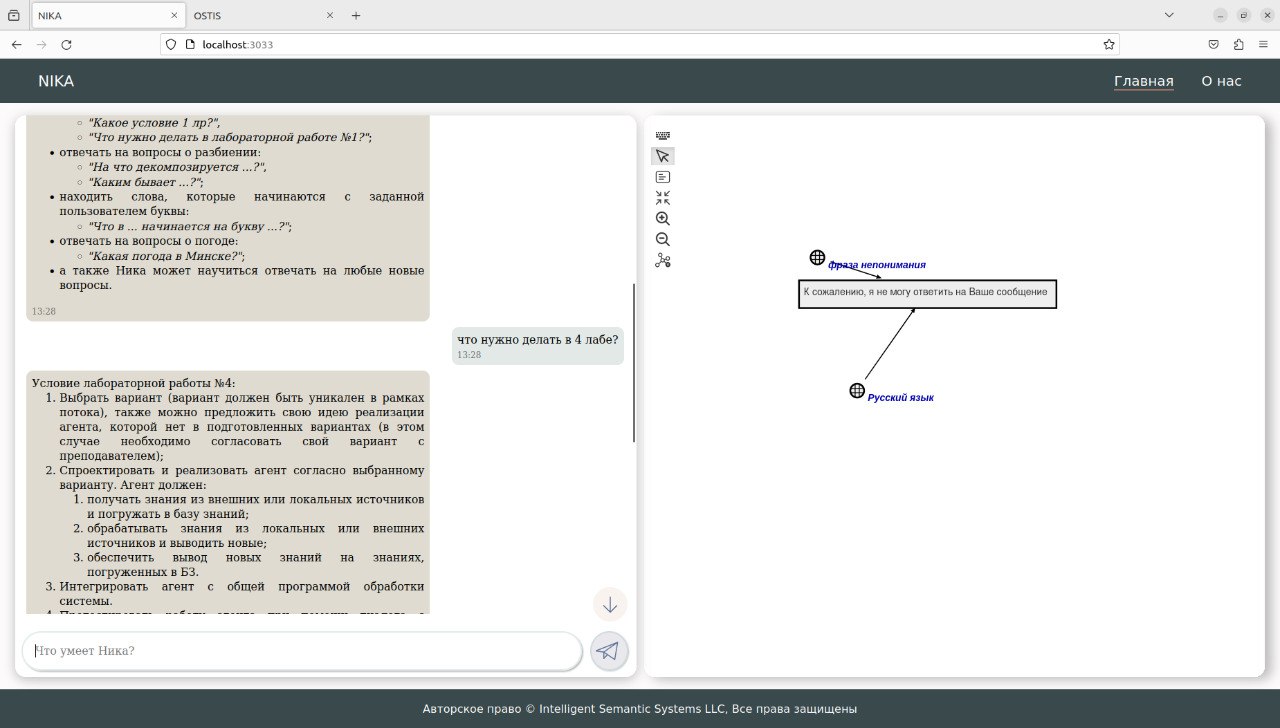 NIKA
OSTIS
localhost:3033
NIKA
Главная
О нас
"Какое условие 1 лр?",
"Что нужно делать в лабораторной работе №1?";
отвечать на вопросы о разбиении:
"На что декомпозируется ...?",
"Каким бывает ...?";
находить слова, которые начинаются с заданной
пользователем буквы:
"Что в ... начинается на букву ...?";
отвечать на вопросы о погоде:
"Какая погода в Минске?";
а также Ника может научиться отвечать на любые новые
вопросы.
13:28
что нужно делать в 4 лабе?
13:28
Условие лабораторной работы №4:
1. Выбрать вариант (вариант должен быть уникален в рамках
потока), также можно предложить свою идею реализации
агента, которой нет в подготовленных вариантах (в этом
случае необходимо согласовать свой вариант с
преподавателем);
2. Спроектировать и реализовать агент согласно выбранному
варианту. Агент должен:
1. получать знания из внешних или локальных источников
и погружать в базу знаний;
2. обрабатывать знания из локальных или внешних
источников и выводить новые;
3. обеспечить вывод новых знаний на знаниях,
погруженных в БЗ.
3. Интегрировать агент с общей программой обработки
системы.
Что умеет Ника?
фраза непонимания
К сожалению, я не могу ответить на Ваше сообщение
Русский язык
Авторское право © Intelligent Semantic Systems LLC, Все права защищены